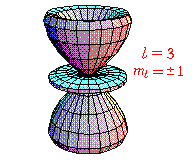 l = 3
m_l = ±1